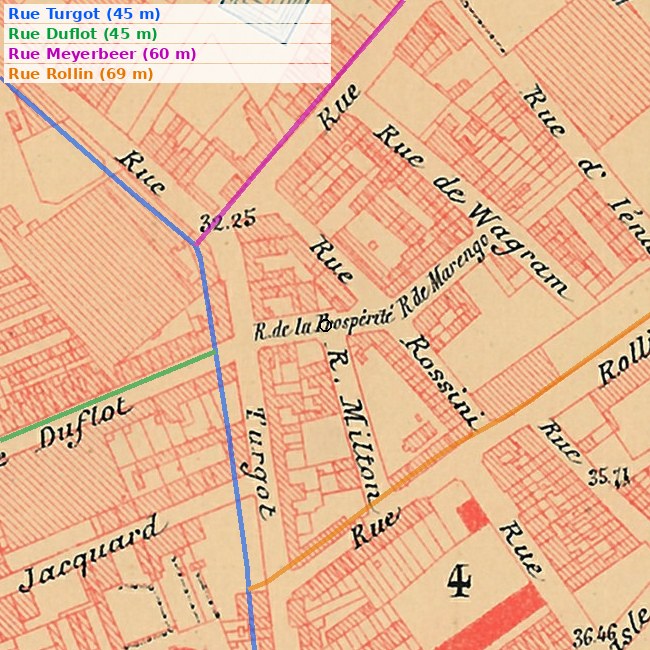 Rue Turgot (45 m)
Rue Duflot (45 m)
Rue Meyerbeer (60 m)
Rue Rollin (69 m)
Rue
Rue
Rue de Wagram
Rue d' Iéna
32.25
Rue
Rossini
R. de la Prospérité
R. de Marengo
R. Milton
Turgot
Duflot
Rolli
Rue
35.71
Rue
Rue
Jacquard
4
36.46